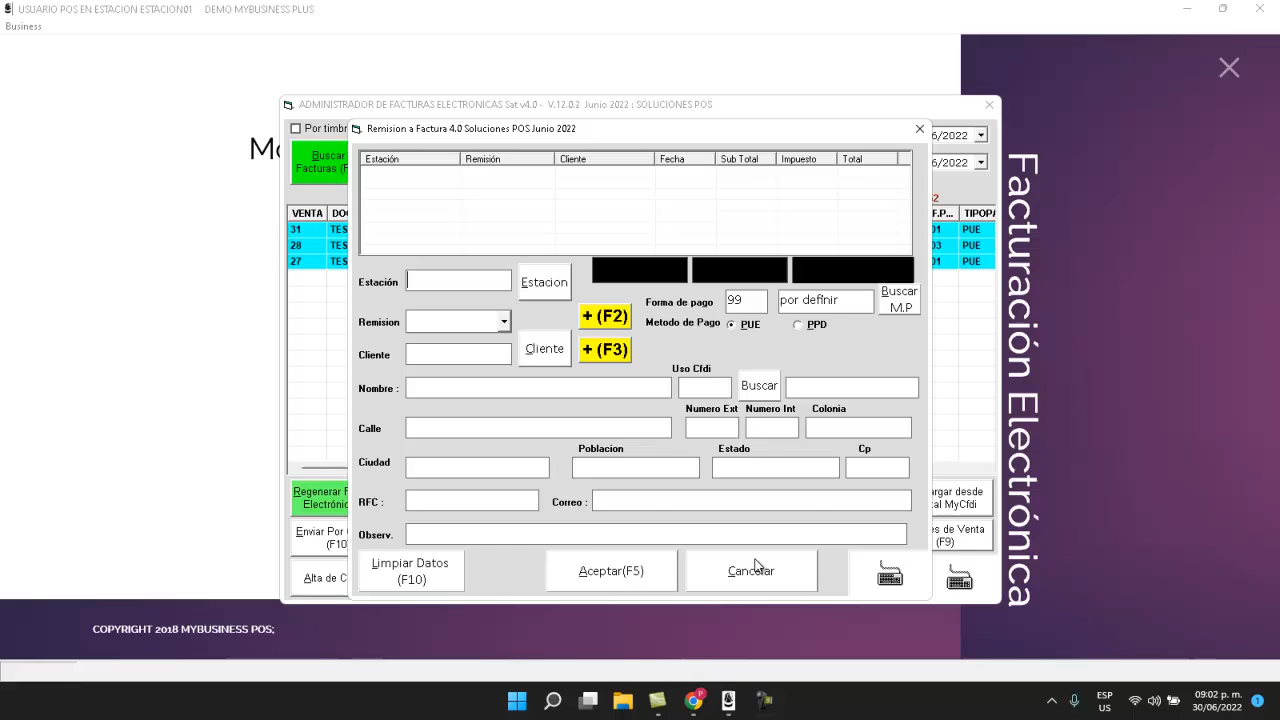 USUARIO POS EN ESTACION ESTACION01 DEMO MYBUSINESS PLUS
Business
ADMINISTRADOR DE FACTURAS ELECTRONICAS Sat v4.0 - V.12.0.2 Junio 2022 : SOLUCIONES POS
Remision a Factura 4.0 Soluciones POS Junio 2022
Por timbr
6/2022
Buscar
Facturas (F
6/2022
Estación Remisión Cliente Fecha Sub Total Impuesto Total
VENTA DOC F.P... TIPOPA
31 TES 01 PUE
28 TES 03 PUE
27 TES 01 PUE
Estación
Estacion
Forma de pago 99 por definir
Buscar
M.P
Remision
+ (F2)
Metodo de Pago PUE PPD
Cliente
Cliente
+ (F3)
Uso Cfdi
Nombre :
Buscar
Numero Ext Numero Int Colonia
Calle
Poblacion Estado Cp
Ciudad
RFC :
Correo :
Observ.
Limpiar Datos
(F10)
Aceptar(F5)
Cancelar
Regenerar F
Electróni
Enviar Por
(F10
Alta de C
argar desde
tal MyCfdi
es de Venta
(F9)
Facturación Electrónica
COPYRIGHT 2018 MYBUSINESS POS;
ESP
09:02 p. m.
30/06/2022
1